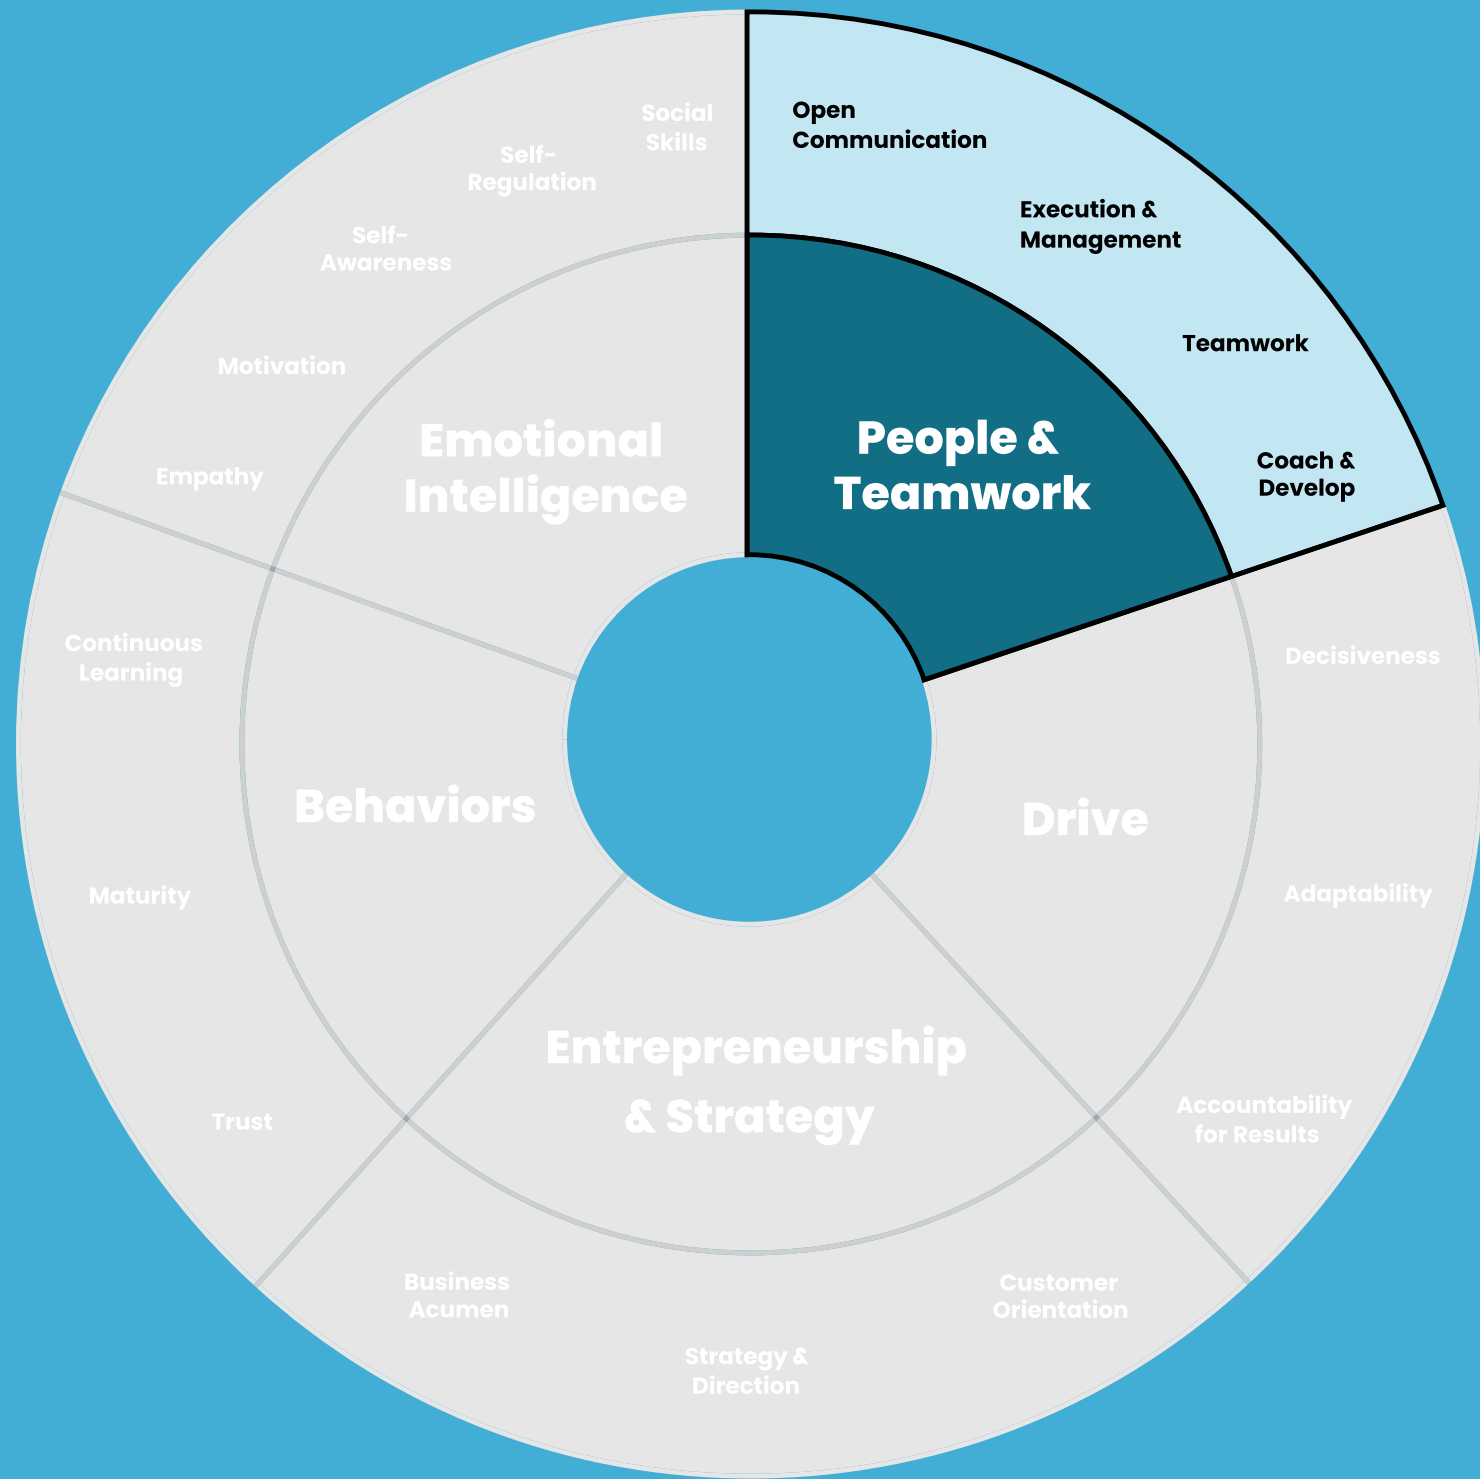 Open
Communication
Execution &
Management
Teamwork
Coach &
Develop
People &
Teamwork
Decisiveness
Adaptability
Accountability
for Results
Drive
Customer
Orientation
Strategy &
Direction
Business
Acumen
Entrepreneurship
& Strategy
Trust
Maturity
Continuous
Learning
Behaviors
Empathy
Motivation
Self-
Awareness
Self-
Regulation
Social
Skills
Emotional
Intelligence